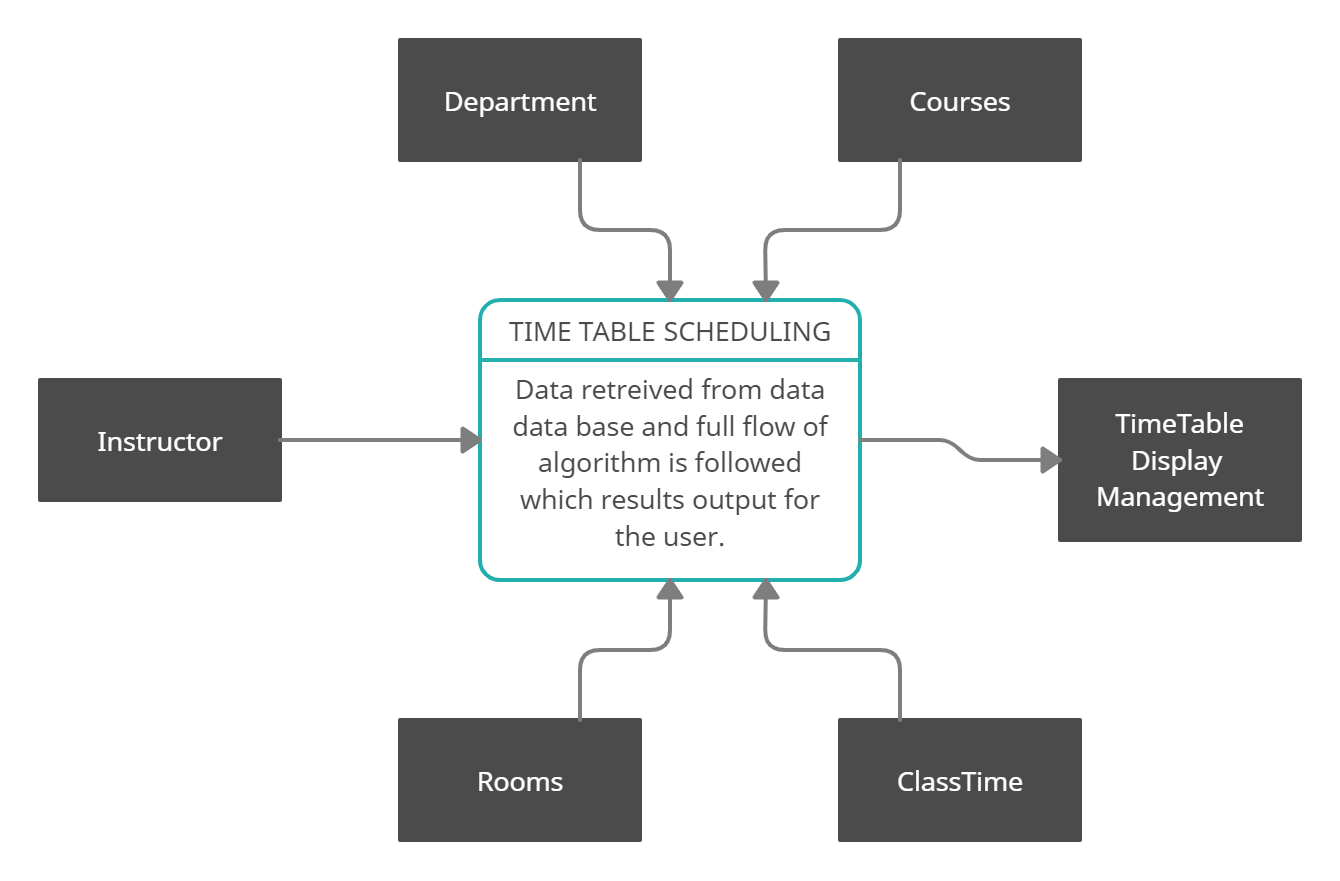 Department
Courses
TIME TABLE SCHEDULING
Data retreived from data
data base and full flow of
algorithm is followed
which results output for
the user.
Instructor
TimeTable
Display
Management
Rooms
ClassTime